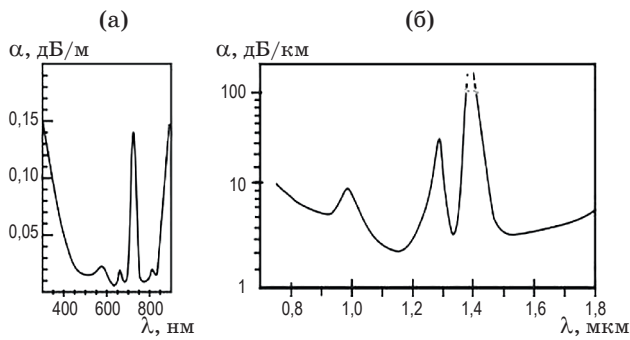 (а)
α, дБ/м
0,15
0,10
0,05
400 600 800
λ, нм
(б)
α, дБ/км
100
10
1
0,8 1,0 1,2 1,4 1,6 1,8
λ, мкм